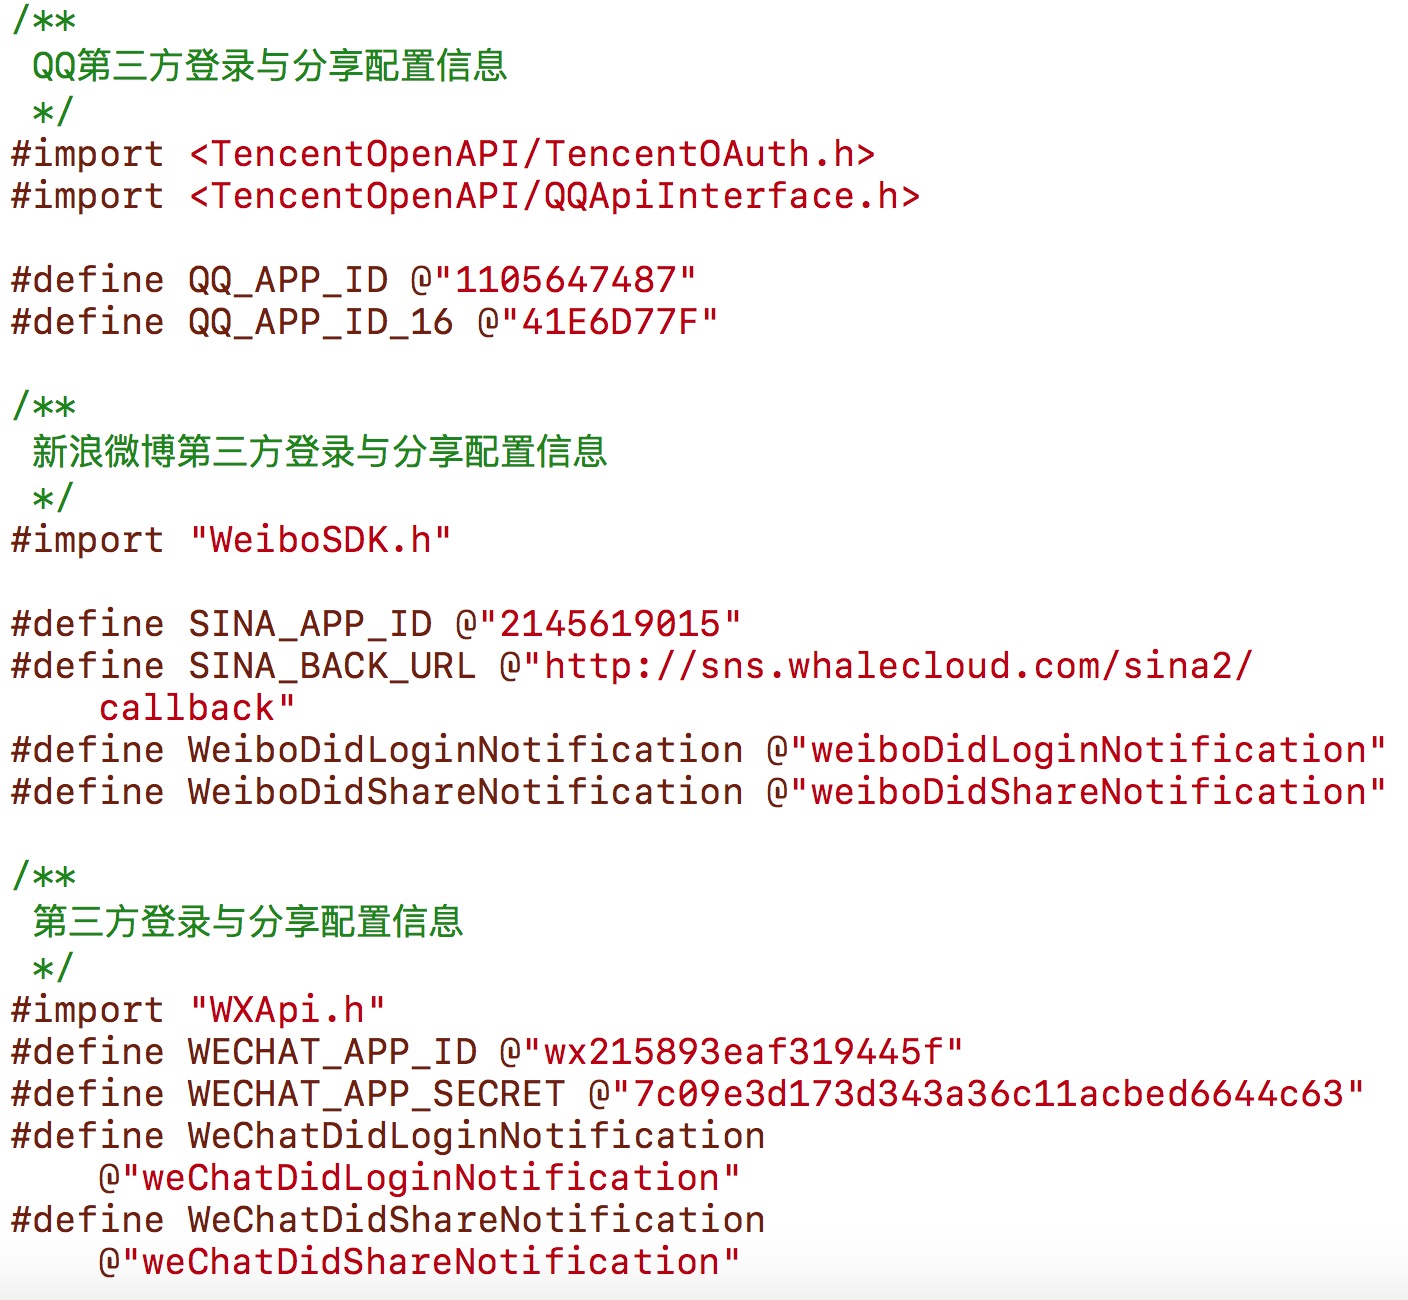 /**
QQ第三方登录与分享配置信息
*/
#import <TencentOpenAPI/TencentOAuth.h>
#import <TencentOpenAPI/QQApiInterface.h>
#define QQ_APP_ID @"1105647487"
#define QQ_APP_ID_16 @"41E6D77F"
/**
新浪微博第三方登录与分享配置信息
*/
#import "WeiboSDK.h"
#define SINA_APP_ID @"2145619015"
#define SINA_BACK_URL @"http://sns.whalecloud.com/sina2/
callback"
#define WeiboDidLoginNotification @"weiboDidLoginNotification"
#define WeiboDidShareNotification @"weiboDidShareNotification"
/**
第三方登录与分享配置信息
*/
#import "WXApi.h"
#define WECHAT_APP_ID @"wx215893eaf319445f"
#define WECHAT_APP_SECRET @"7c09e3d173d343a36c11acbed6644c63"
#define WeChatDidLoginNotification
@"weChatDidLoginNotification"
#define WeChatDidShareNotification
@"weChatDidShareNotification"